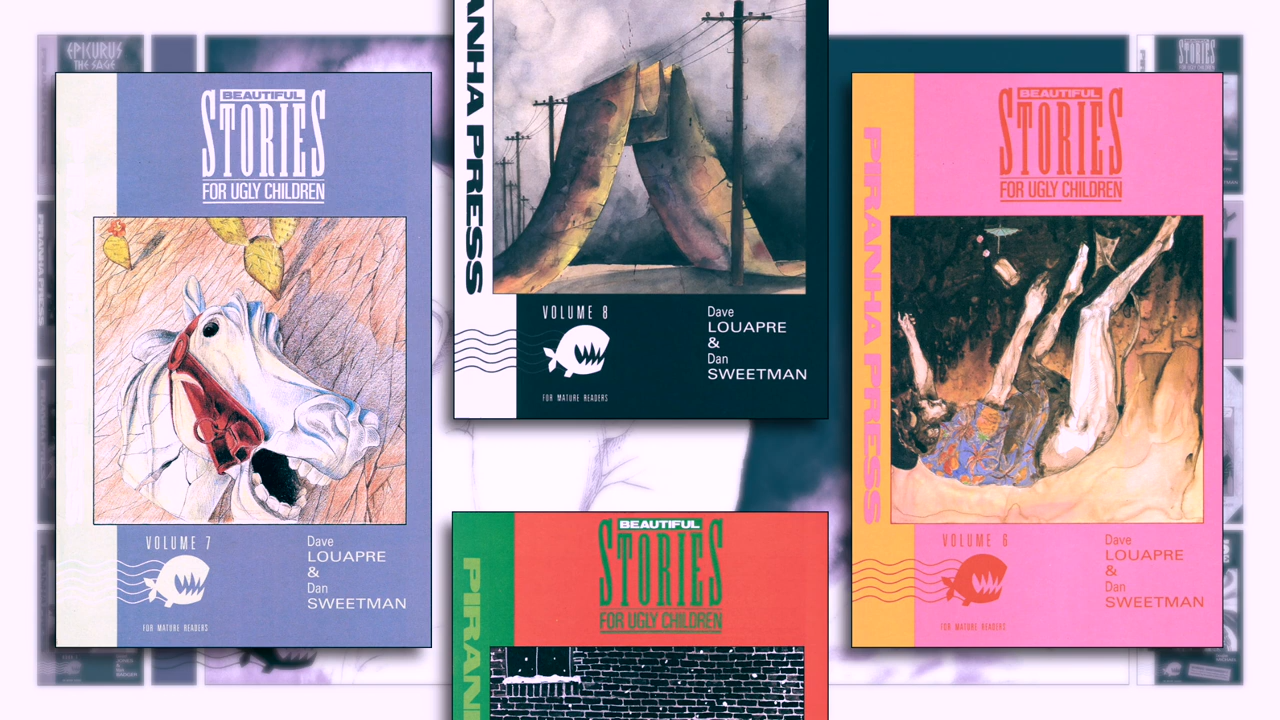 EPICURUS
THE SAGE
BEAUTIFUL
STORIES
FOR UGLY CHILDREN
VOLUME 7
Dave
LOUAPRE
&
Dan
SWEETMAN
FOR MATURE READERS
ANHA PRESS
VOLUME 8
Dave
LOUAPRE
&
Dan
SWEETMAN
FOR MATURE READERS
BEAUTIFUL
STORIES
FOR UGLY CHILDREN
PIRAN
BEAUTIFUL
STORIES
FOR UGLY CHILDREN
PIRANHA PRESS
VOLUME 6
Dave
LOUAPRE
&
Dan
SWEETMAN
FOR MATURE READERS